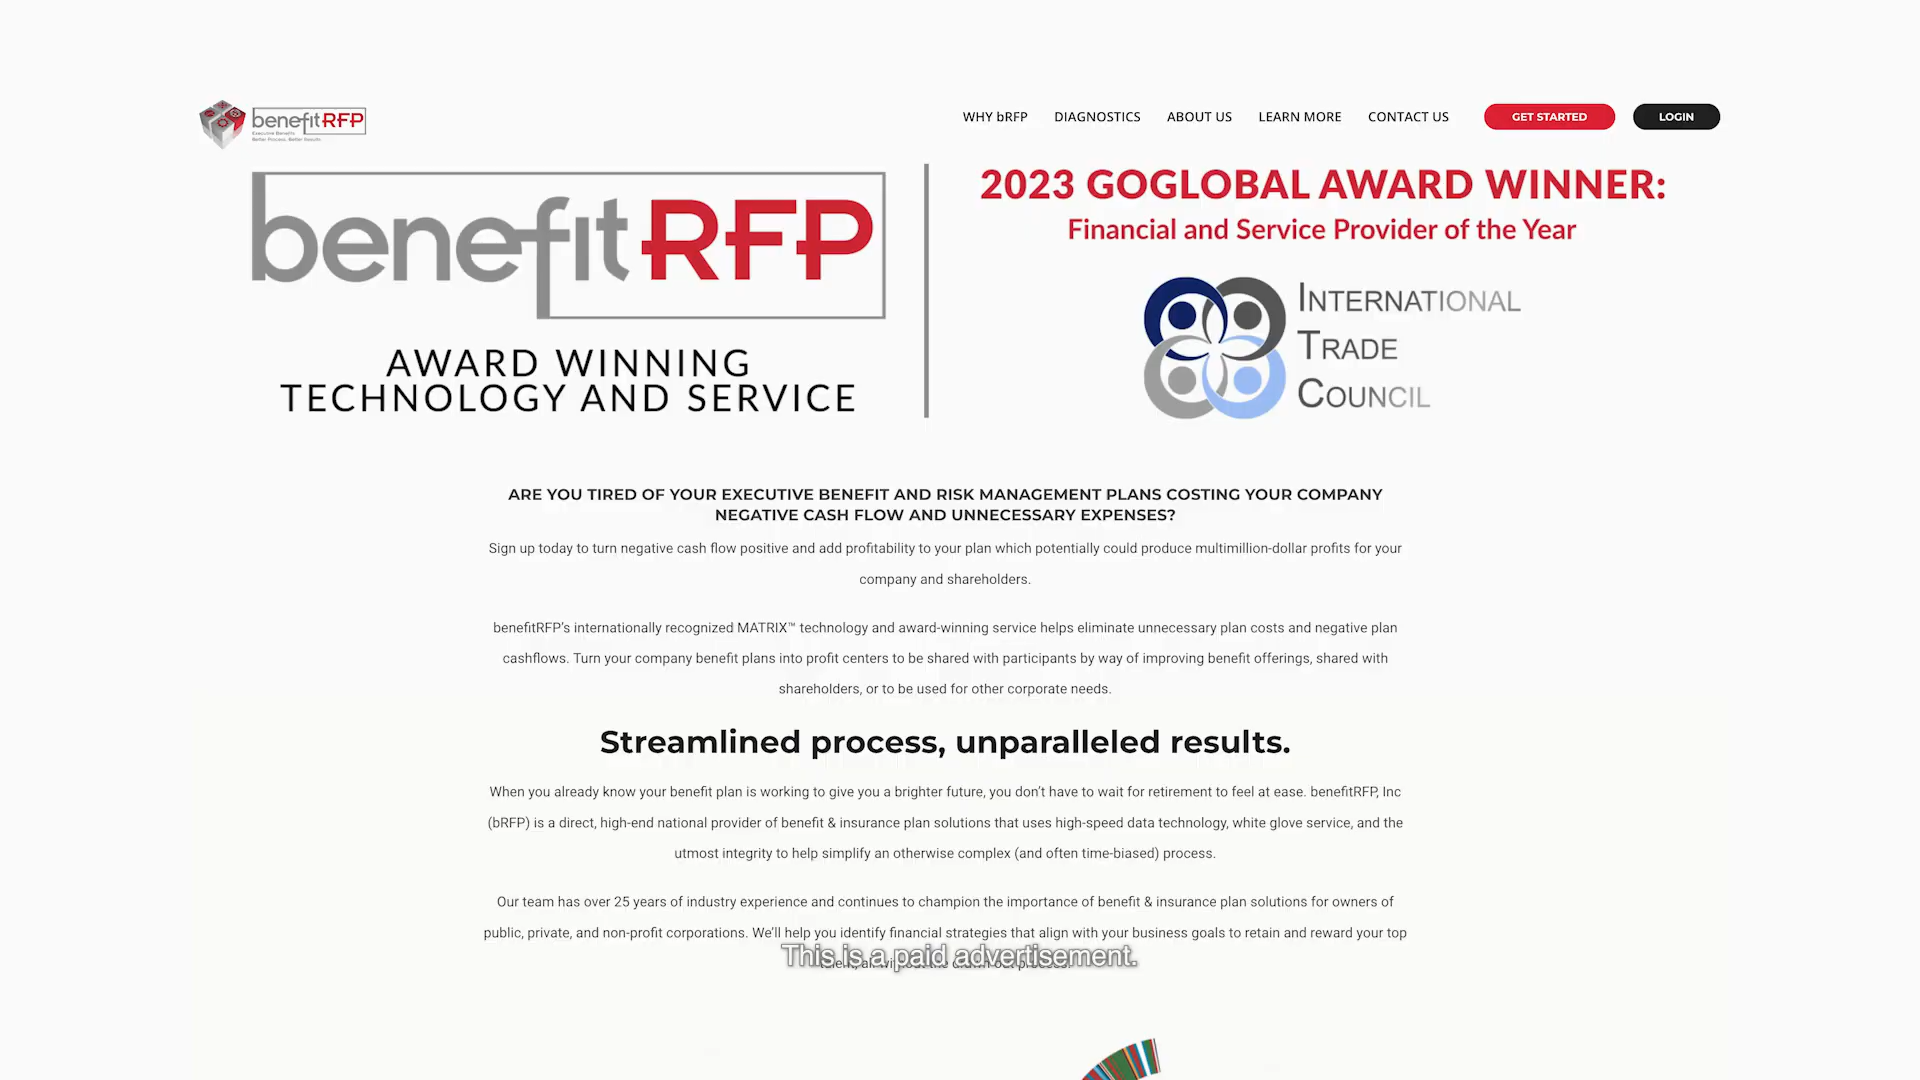 benefitRFP
Executive Benefits
Better Process. Better Results.
WHY bRFP
DIAGNOSTICS
ABOUT US
LEARN MORE
CONTACT US
GET STARTED
LOGIN
benefitRFP
AWARD WINNING
TECHNOLOGY AND SERVICE
2023 GOGLOBAL AWARD WINNER:
Financial and Service Provider of the Year
INTERNATIONAL
TRADE
COUNCIL
ARE YOU TIRED OF YOUR EXECUTIVE BENEFIT AND RISK MANAGEMENT PLANS COSTING YOUR COMPANY
NEGATIVE CASH FLOW AND UNNECESSARY EXPENSES?
Sign up today to turn negative cash flow positive and add profitability to your plan which potentially could produce multimillion-dollar profits for your
company and shareholders.
benefitRFP's internationally recognized MATRIX™ technology and award-winning service helps eliminate unnecessary plan costs and negative plan
cashflows. Turn your company benefit plans into profit centers to be shared with participants by way of improving benefit offerings, shared with
shareholders, or to be used for other corporate needs.
Streamlined process, unparalleled results.
When you already know your benefit plan is working to give you a brighter future, you don't have to wait for retirement to feel at ease. benefitRFP, Inc
(bRFP) is a direct, high-end national provider of benefit & insurance plan solutions that uses high-speed data technology, white glove service, and the
utmost integrity to help simplify an otherwise complex (and often time-biased) process.
Our team has over 25 years of industry experience and continues to champion the importance of benefit & insurance plan solutions for owners of
public, private, and non-profit corporations. We'll help you identify financial strategies that align with your business goals to retain and reward your top
This is a paid advertisement.